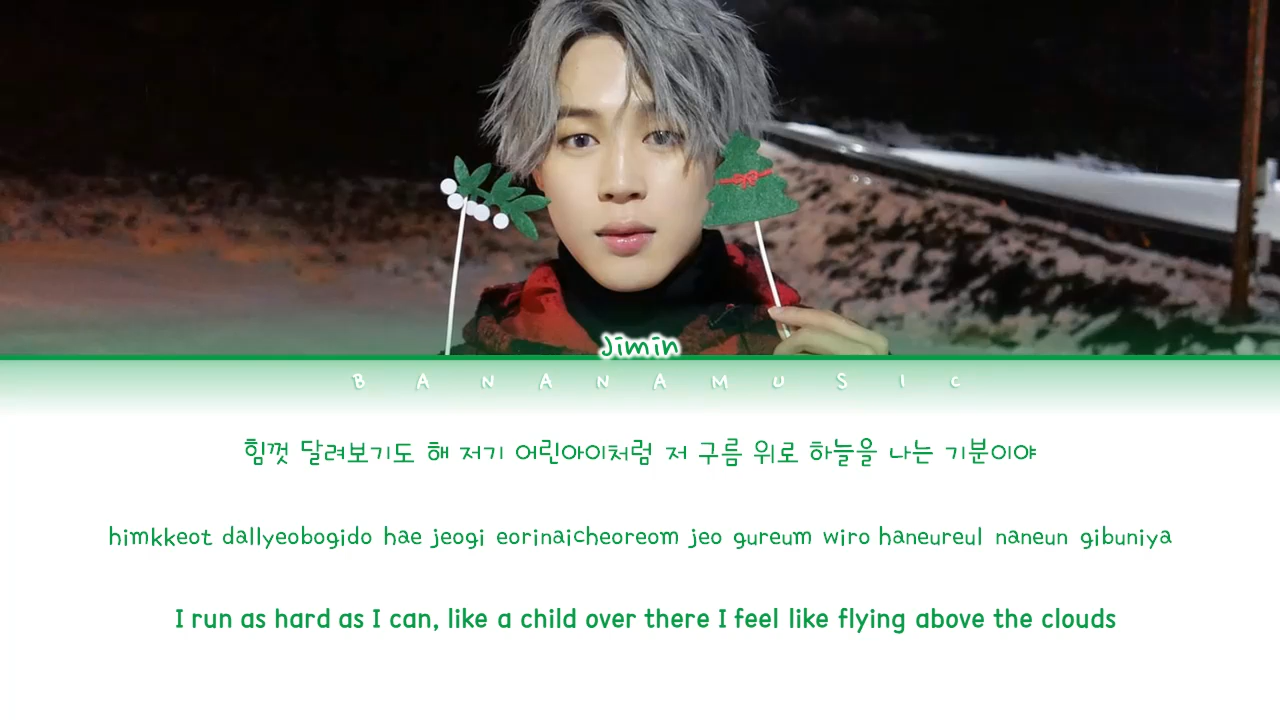 Jimin
BANANAMUSIC
힘껏 달려보기도 해 저기 어린아이처럼 저 구름 위로 하늘을 나는 기분이야
himkkeot dallyeobogido hae jeogi eorinaicheoreom jeo gureum wiro haneureul naneun gibuniya
I run as hard as I can, like a child over there I feel like flying above the clouds